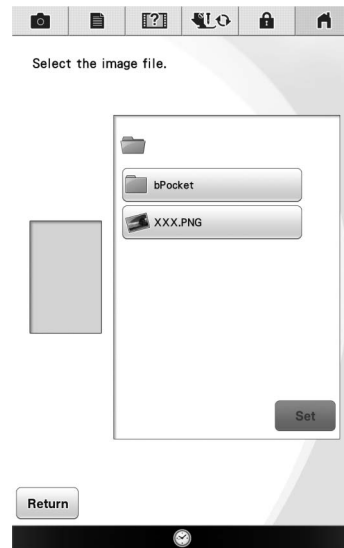 Select the image file.
bPocket
XXX.PNG
Set
Return